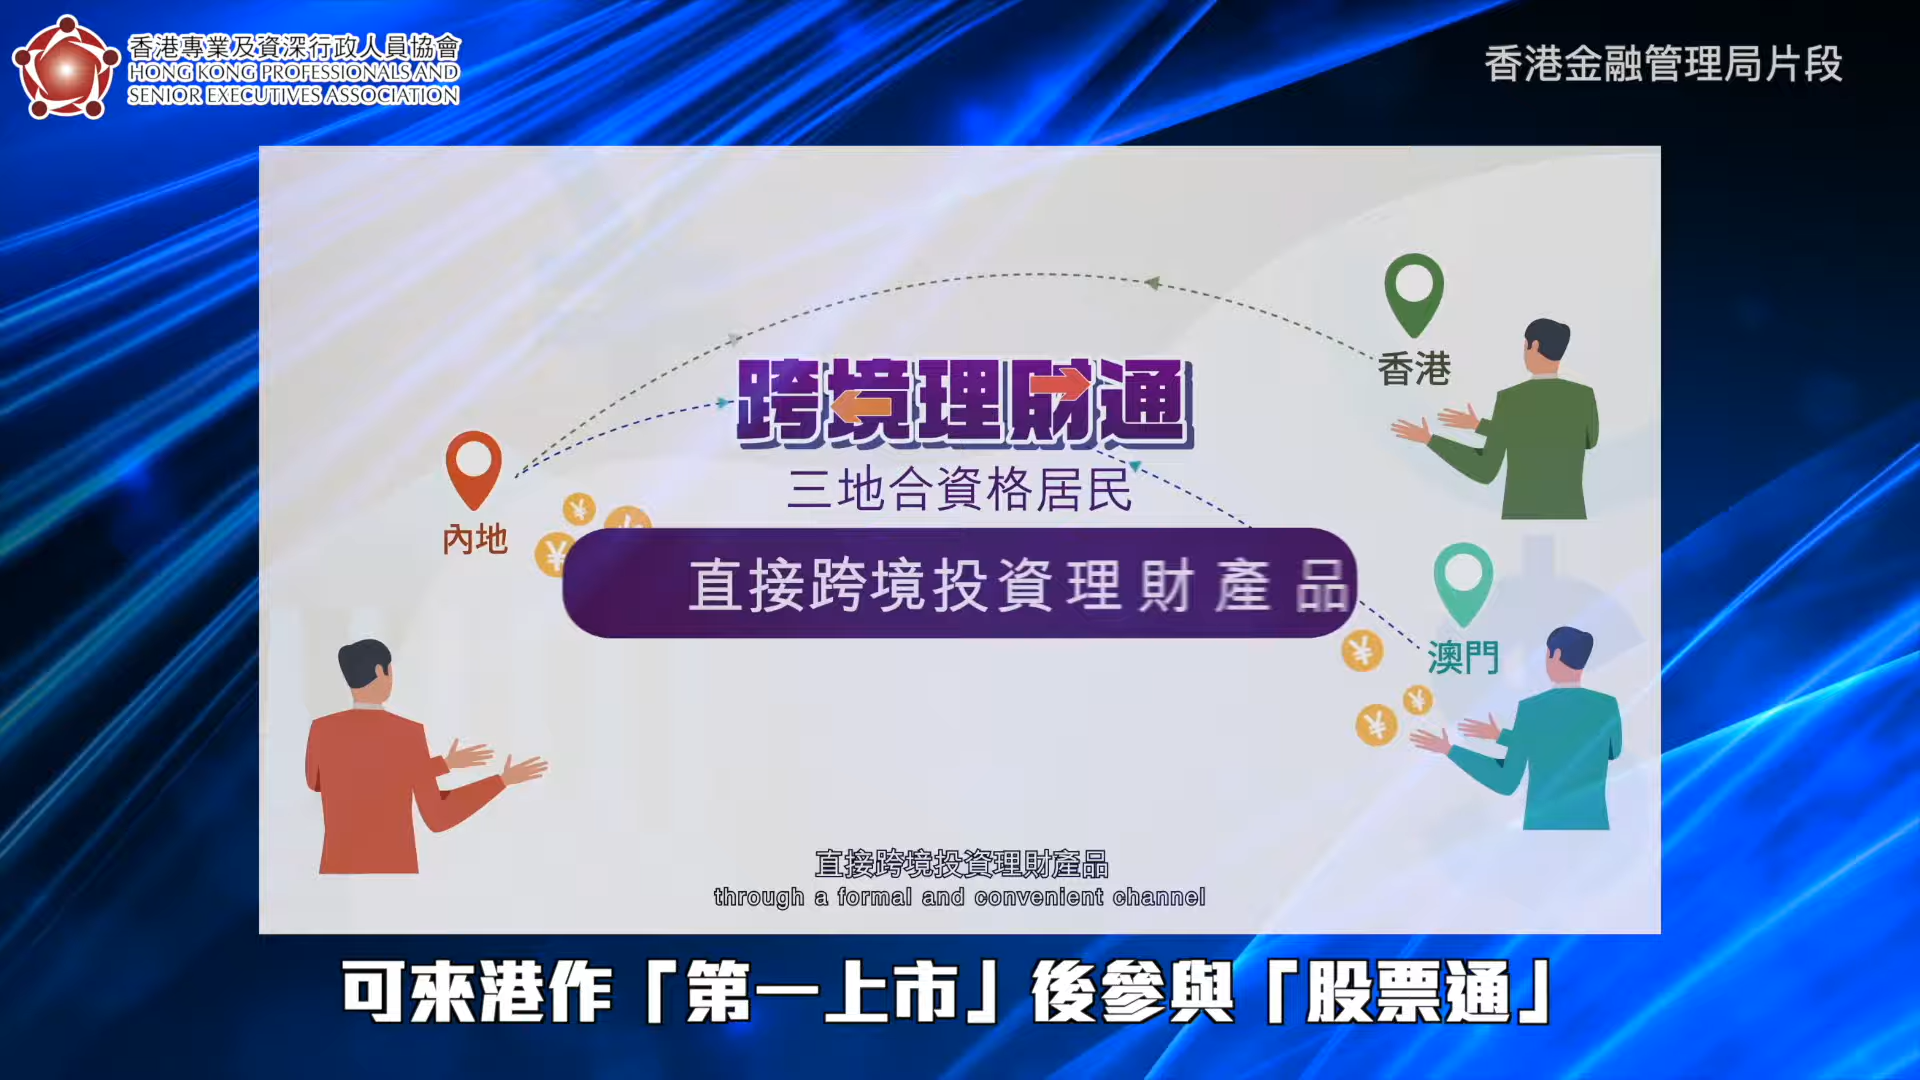 香港專業及資深行政人員協會
HONG KONG PROFESSIONALS AND
SENIOR EXECUTIVES ASSOCIATION
香港金融管理局片段
香港
跨境理財通
三地合資格居民
內地
直接跨境投資理財產品
澳門
直接跨境投資理財產品
through a formal and convenient channel
可來港作「第一上市」後參與「股票通」